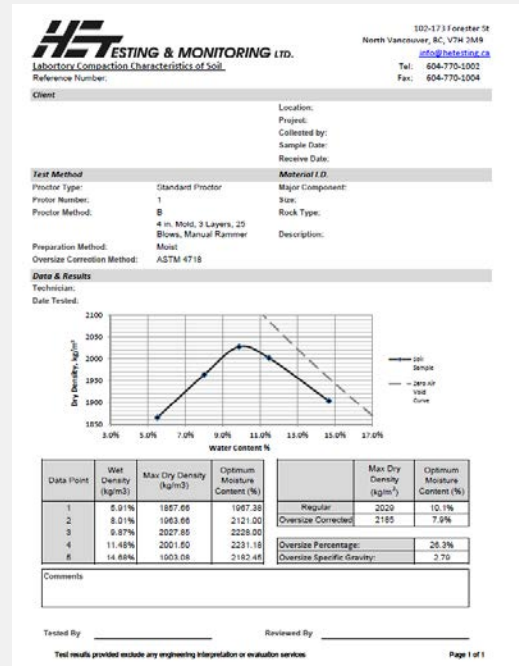 HETESTING & MONITORING LTD.
102-173 Forester St
North Vancouver, BC, V7H 2M9
info@hetesting.ca
Tel: 604-770-1002
Fax: 604-770-1004
Labortory Compaction Characteristics of Soil
Reference Number:
Client
Location:
Project:
Collected by:
Sample Date:
Receive Date:
Test Method
Material I.D.
Proctor Type: Standard Proctor
Major Component:
Protor Number: 1
Size:
Proctor Method: B
Rock Type:
4 in. Mold, 3 Layers, 25
Blows, Manual Rammer
Description:
Preparation Method: Moist
Oversize Correction Method: ASTM 4718
Data & Results
Technician:
Date Tested:
2100
2050
2000
1950
1900
1850
Dry Density, kg/m³
3.0% 5.0% 7.0% 9.0% 11.0% 13.0% 15.0% 17.0%
Water Content %
Soil
Sample
Zero Air
Void
Curve
Data Point Wet Density (kg/m3) Max Dry Density (kg/m3) Optimum Moisture Content (%)
1 1967.38
2 8.01% 1963.66 2121.00
3 9.87% 2027.85 2228.00
4 11.48% 2001.50 2231.18
14.68% 1903.08 2182.45
Max Dry Density (kg/m³) Optimum Moisture Content (%)
Regular 2029 10.1%
Oversize Corrected 2185 7.9%
Oversize Percentage: 26.3%
Oversize Specific Gravity: 2.79
Comments
Tested By
Reviewed By
Test results provided exclude any engineering interpretation or evaluation services
Page 1 of 1